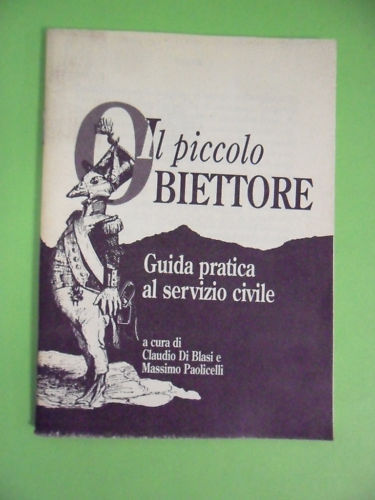 Il piccolo
OBIETTORE
Guida pratica
al servizio civile
a cura di
Claudio Di Blasi e
Massimo Paolicelli